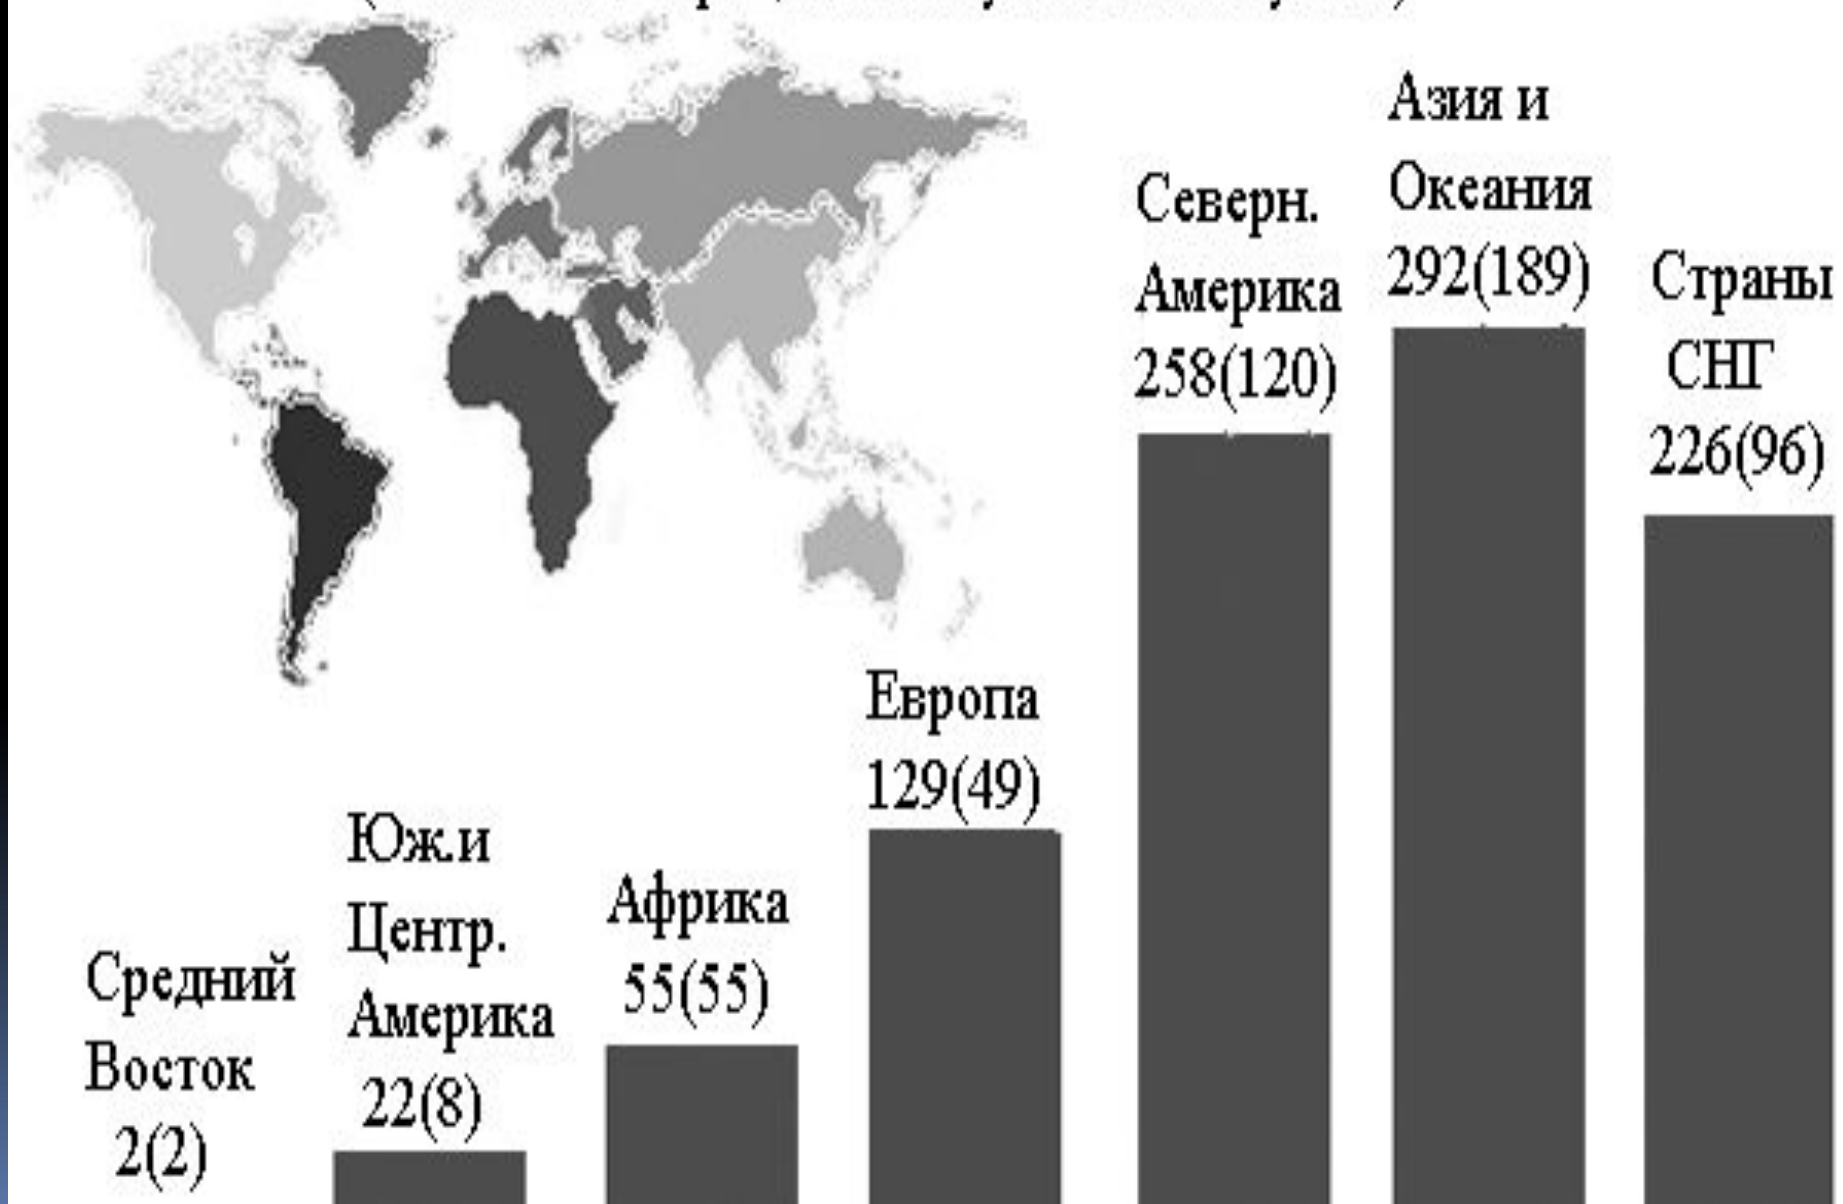 Азия и
Океания
292(189)
Северн.
Америка
258(120)
Страны
СНГ
226(96)
Европа
129(49)
Юж.и
Центр.
Америка
22(8)
Африка
55(55)
Средний
Восток
2(2)